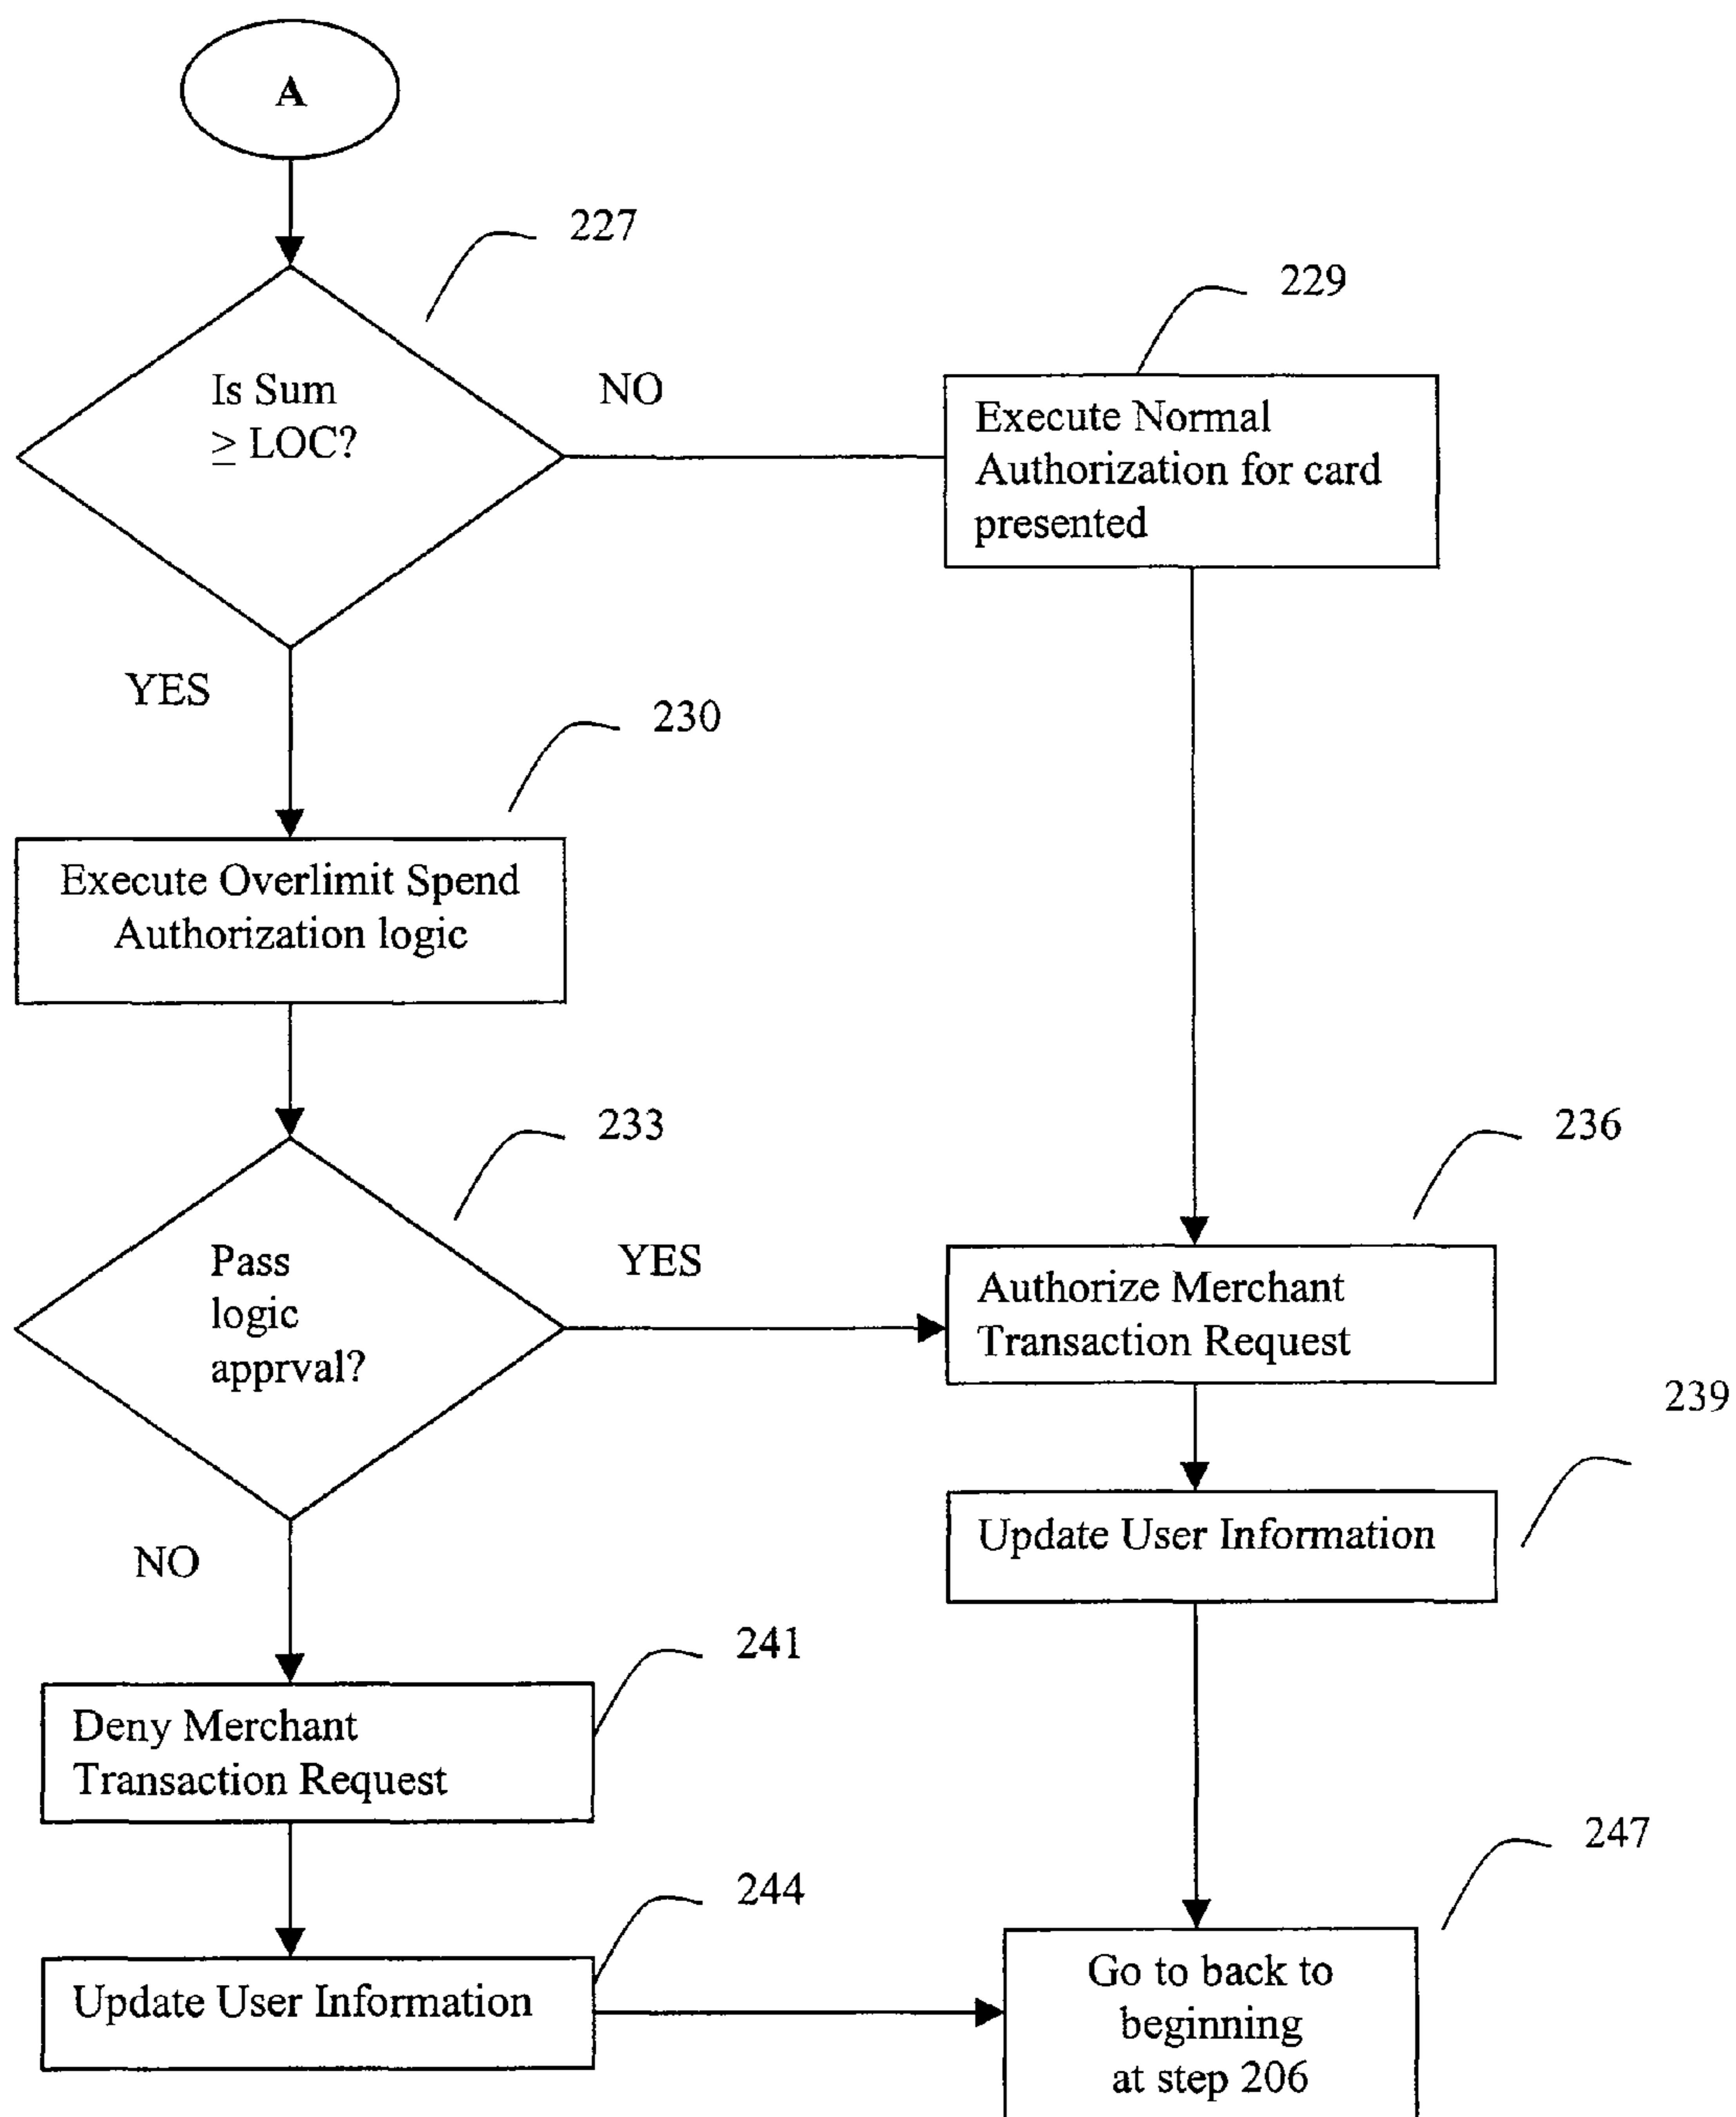 A
227
Is Sum
≥ LOC?
NO
229
Execute Normal
Authorization for card
presented
YES
230
Execute Overlimit Spend
Authorization logic
233
Pass
logic
apprval?
YES
236
Authorize Merchant
Transaction Request
239
Update User Information
NO
241
Deny Merchant
Transaction Request
244
Update User Information
247
Go to back to
beginning
at step 206